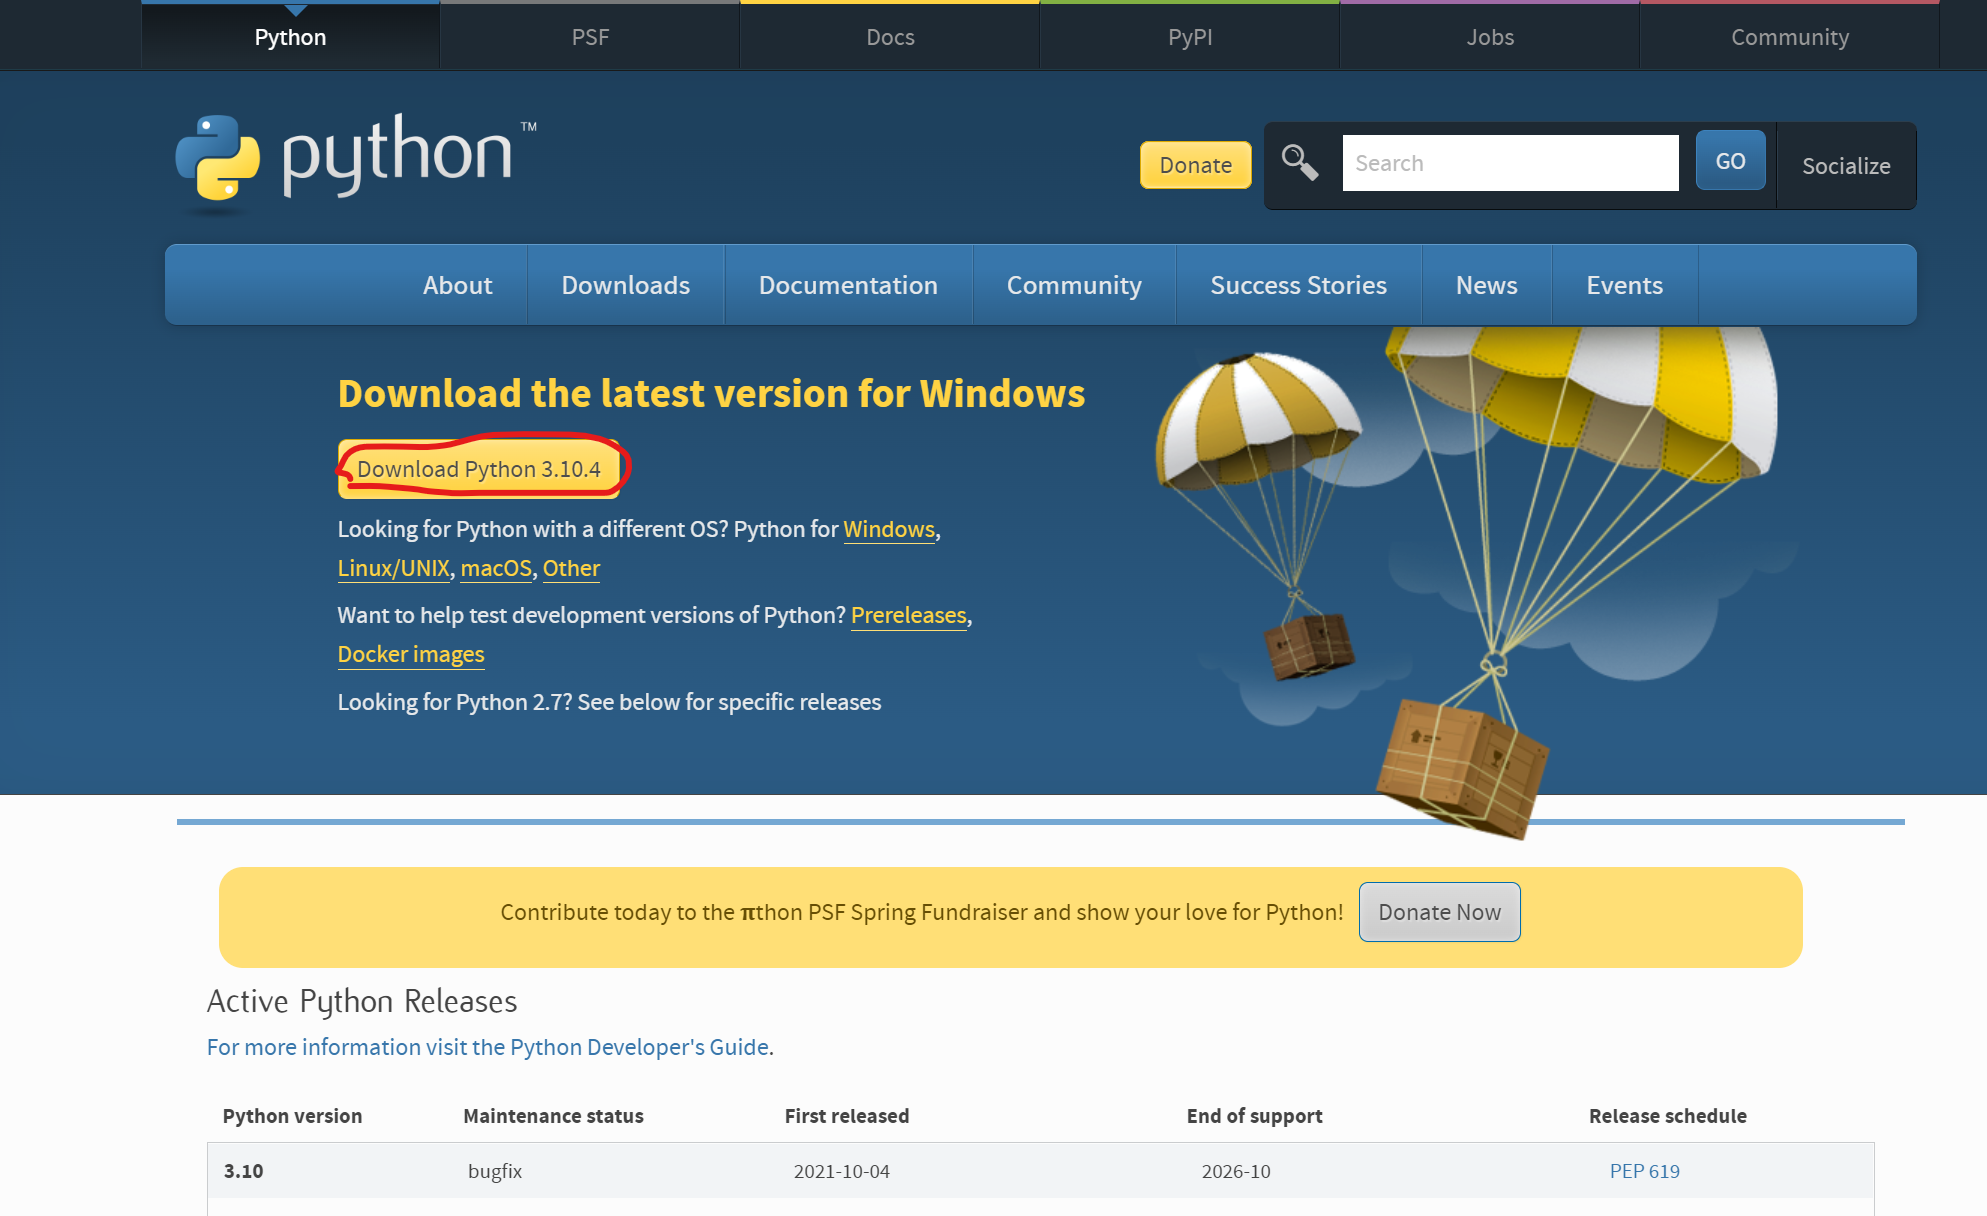 Python PSF Docs PyPI Jobs Community
python™
Donate Search GO Socialize
About Downloads Documentation Community Success Stories News Events
Download the latest version for Windows
Download Python 3.10.4
Looking for Python with a different OS? Python for Windows,
Linux/UNIX, macOS, Other
Want to help test development versions of Python? Prereleases,
Docker images
Looking for Python 2.7? See below for specific releases
Contribute today to the πthon PSF Spring Fundraiser and show your love for Python! Donate Now
Active Python Releases
For more information visit the Python Developer's Guide.
Python version Maintenance status First released End of support Release schedule
3.10 bugfix 2021-10-04 2026-10 PEP 619